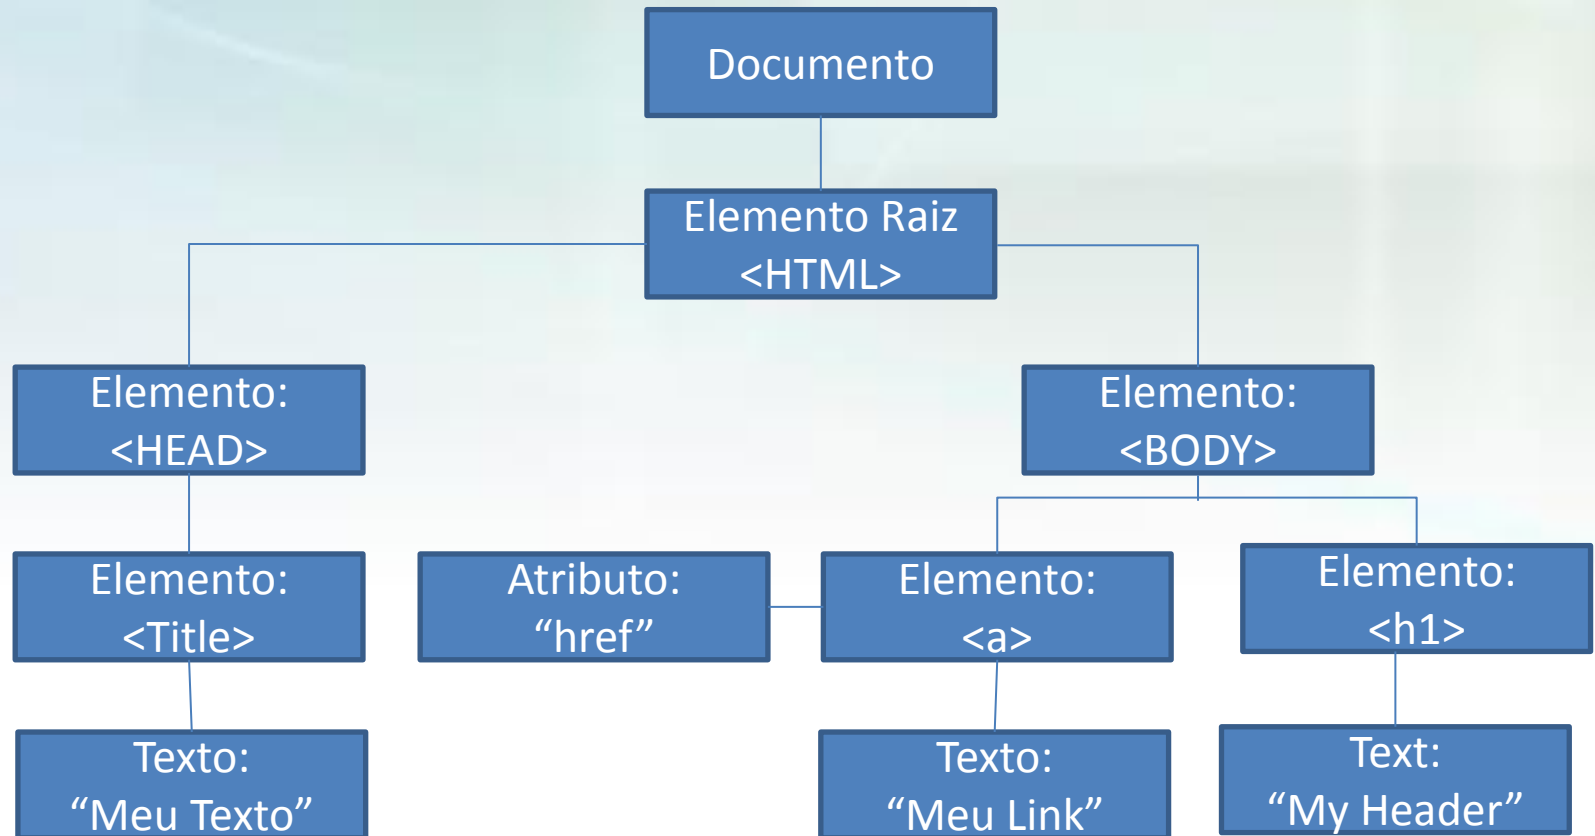 Documento
Elemento Raiz
<HTML>
Elemento:
<HEAD>
Elemento:
<BODY>
Elemento:
<Title>
Atributo:
“href”
Elemento:
<a>
Elemento:
<h1>
Texto:
“Meu Texto”
Texto:
“Meu Link”
Text:
“My Header”